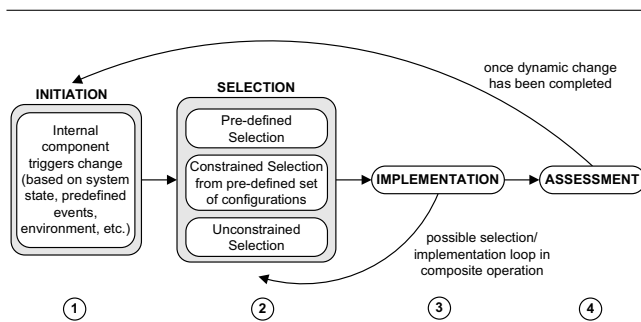 once dynamic change
has been completed
INITIATION
SELECTION
Internal
component
triggers change
(based on system
state, predefined
events,
environment, etc.)
Pre-defined
Selection
Constrained Selection
from pre-defined set
of configurations
Unconstrained
Selection
IMPLEMENTATION
ASSESSMENT
possible selection/
implementation loop in
composite operation
1
2
3
4